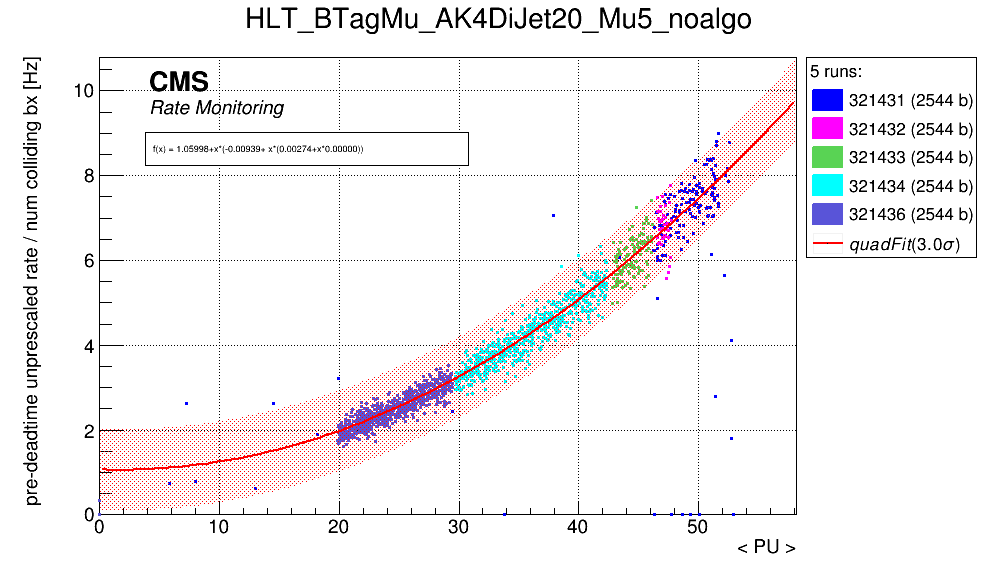 HLT_BTagMu_AK4DiJet20_Mu5_noalgo
pre-deadtime unprescaled rate / num colliding bx [Hz]
CMS
Rate Monitoring
f(x) = 1.05998+x*(-0.00939+ x*(0.00274+x*0.00000))
10
8
6
4
2
0
0
10
20
30
40
50
< PU >
5 runs:
321431 (2544 b)
321432 (2544 b)
321433 (2544 b)
321434 (2544 b)
321436 (2544 b)
quadFit(3.0σ)